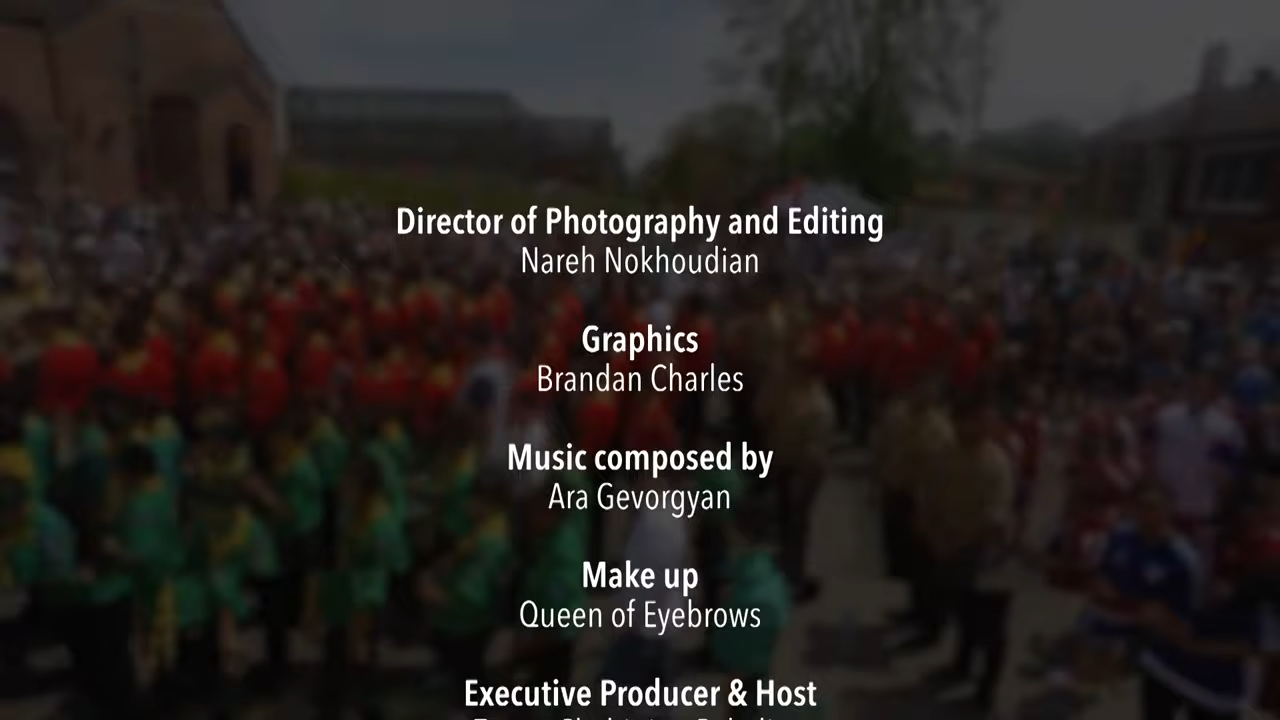 Director of Photography and Editing
Nareh Nokhoudian
Graphics
Brandan Charles
Music composed by
Ara Gevorgyan
Make up
Queen of Eyebrows
Executive Producer & Host